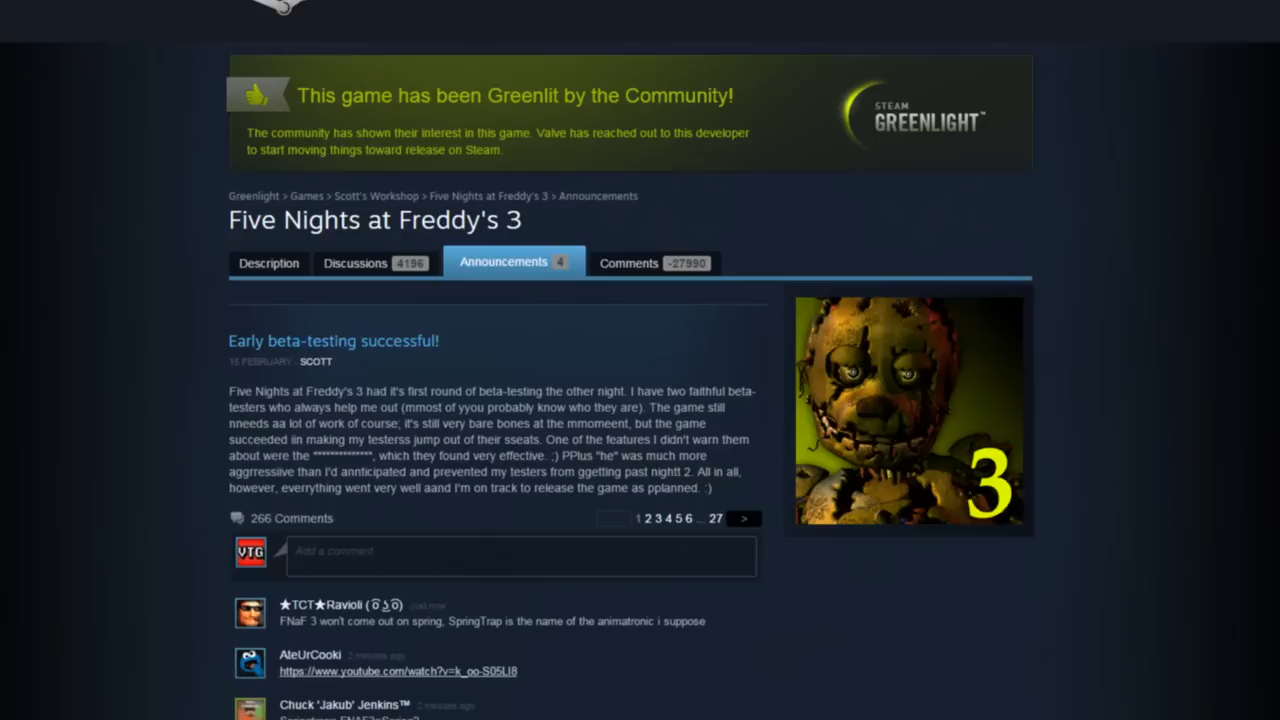 This game has been Greenlit by the Community!
The community has shown their interest in this game. Valve has reached out to this developer
to start moving things toward release on Steam.
STEAM
GREENLIGHT™
Greenlight > Games > Scott's Workshop > Five Nights at Freddy's 3 > Announcements
Five Nights at Freddy's 3
Description Discussions 4196 Announcements 4 Comments -27990
Early beta-testing successful!
15 FEBRUARY - SCOTT
Five Nights at Freddy's 3 had it's first round of beta-testing the other night. I have two faithful beta-
testers who always help me out (mmost of yyou probably know who they are). The game still
nneeds aa lot of work of course; it's still very bare bones at the mmomeent, but the game
succeeded iin making my testerss jump out of their sseats. One of the features I didn't warn them
about were the **************, which they found very effective. ;) PPlus "he" was much more
aggrressiive than I'd annticipated and prevented my testers from ggetting past nightt 2. All in all,
however, everrything went very well aand I'm on track to release the game as pplanned. :)
266 Comments 1 2 3 4 5 6 ... 27 >
3
VTG
Add a comment
★TCT★Ravioli ( ͡o ͜ʖ ͡o) Just now
FNaF 3 won't come out on spring, SpringTrap is the name of the animatronic i suppose
AteUrCooki 2 minutes ago
https://www.youtube.com/watch?v=k_oo-S05LI8
Chuck 'Jakub' Jenkins™ 2 minutes ago